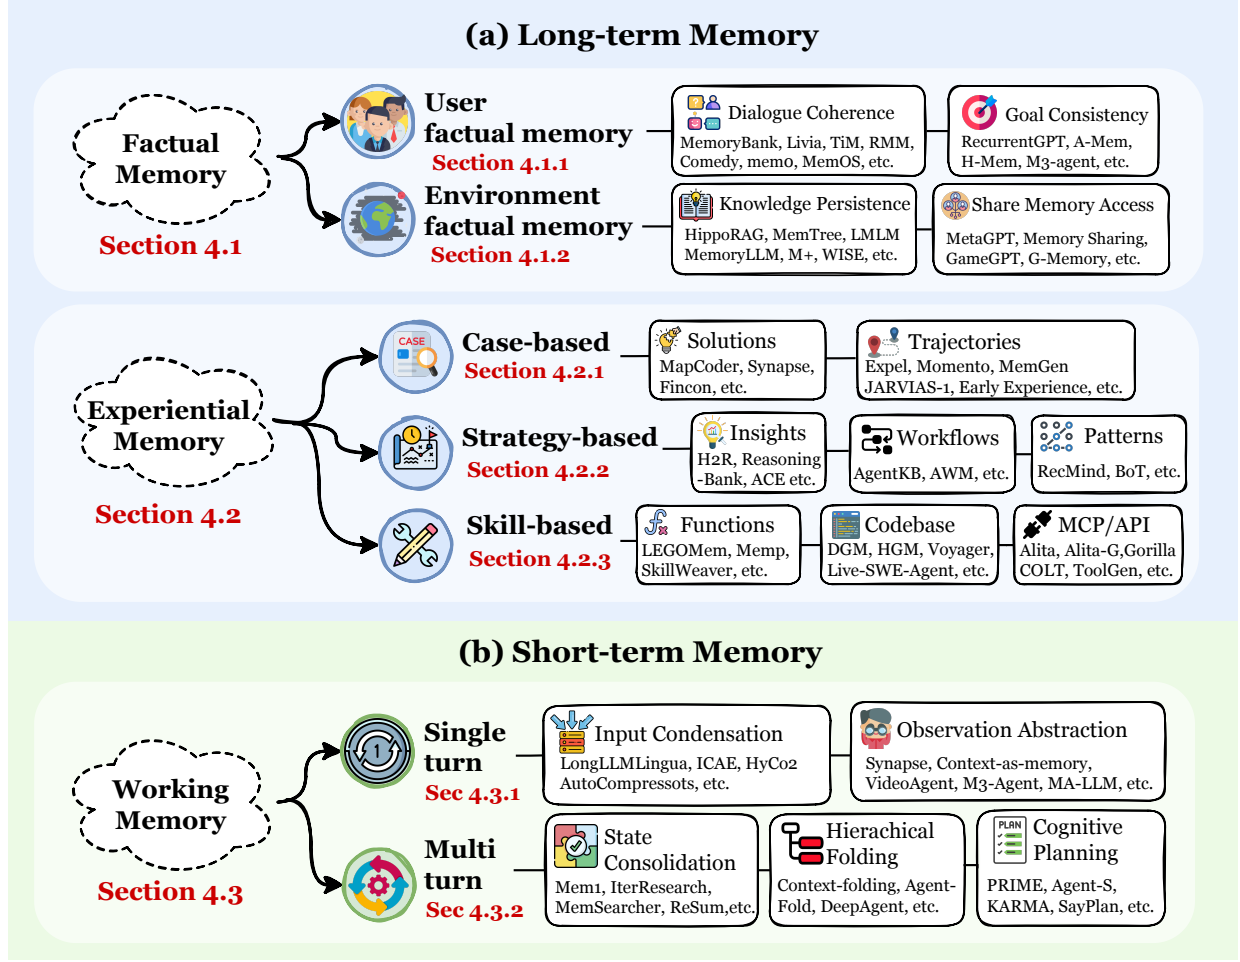 (a) Long-term Memory
Factual
Memory
Section 4.1
User
factual memory
Section 4.1.1
Dialogue Coherence
MemoryBank, Livia, TiM, RMM,
Comedy, memo, MemOS, etc.
Goal Consistency
RecurrentGPT, A-Mem,
H-Mem, M3-agent, etc.
Environment
factual memory
Section 4.1.2
Knowledge Persistence
HippoRAG, MemTree, LMLM
MemoryLLM, M+, WISE, etc.
Share Memory Access
MetaGPT, Memory Sharing,
GameGPT, G-Memory, etc.
Experiential
Memory
Section 4.2
CASE
Case-based
Section 4.2.1
Solutions
MapCoder, Synapse,
Fincon, etc.
Trajectories
Expel, Momento, MemGen
JARVIAS-1, Early Experience, etc.
Strategy-based
Section 4.2.2
Insights
H2R, Reasoning
-Bank, ACE etc.
Workflows
AgentKB, AWM, etc.
Patterns
RecMind, BoT, etc.
Skill-based
Section 4.2.3
Functions
LEGOMem, Memp,
SkillWeaver, etc.
Codebase
DGM, HGM, Voyager,
Live-SWE-Agent, etc.
MCP/API
Alita, Alita-G,Gorilla
COLT, ToolGen, etc.
(b) Short-term Memory
Working
Memory
Section 4.3
1
Single
turn
Sec 4.3.1
Input Condensation
LongLLMLingua, ICAE, HyCo2
AutoCompressots, etc.
Observation Abstraction
Synapse, Context-as-memory,
VideoAgent, M3-Agent, MA-LLM, etc.
Multi
turn
Sec 4.3.2
State
Consolidation
Mem1, IterResearch,
MemSearcher, ReSum,etc.
Hierachical
Folding
Context-folding, Agent-
Fold, DeepAgent, etc.
PLAN
Cognitive
Planning
PRIME, Agent-S,
KARMA, SayPlan, etc.